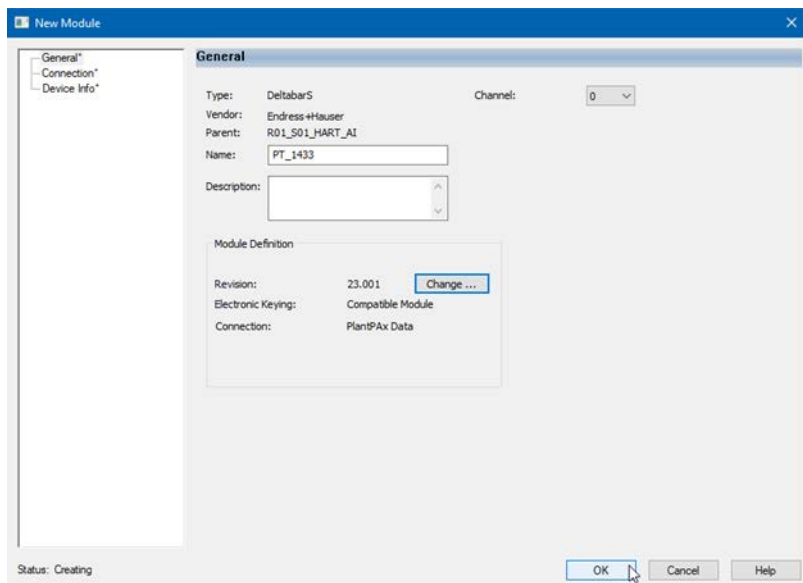 New Module
General*
Connection*
Device Info*
General
Type: DeltabarS Channel: 0
Vendor: Endress+Hauser
Parent: R01_S01_HART_AI
Name: PT_1433
Description:
Module Definition
Revision: 23.001 Change ...
Electronic Keying: Compatible Module
Connection: PlantPAx Data
Status: Creating OK Cancel Help